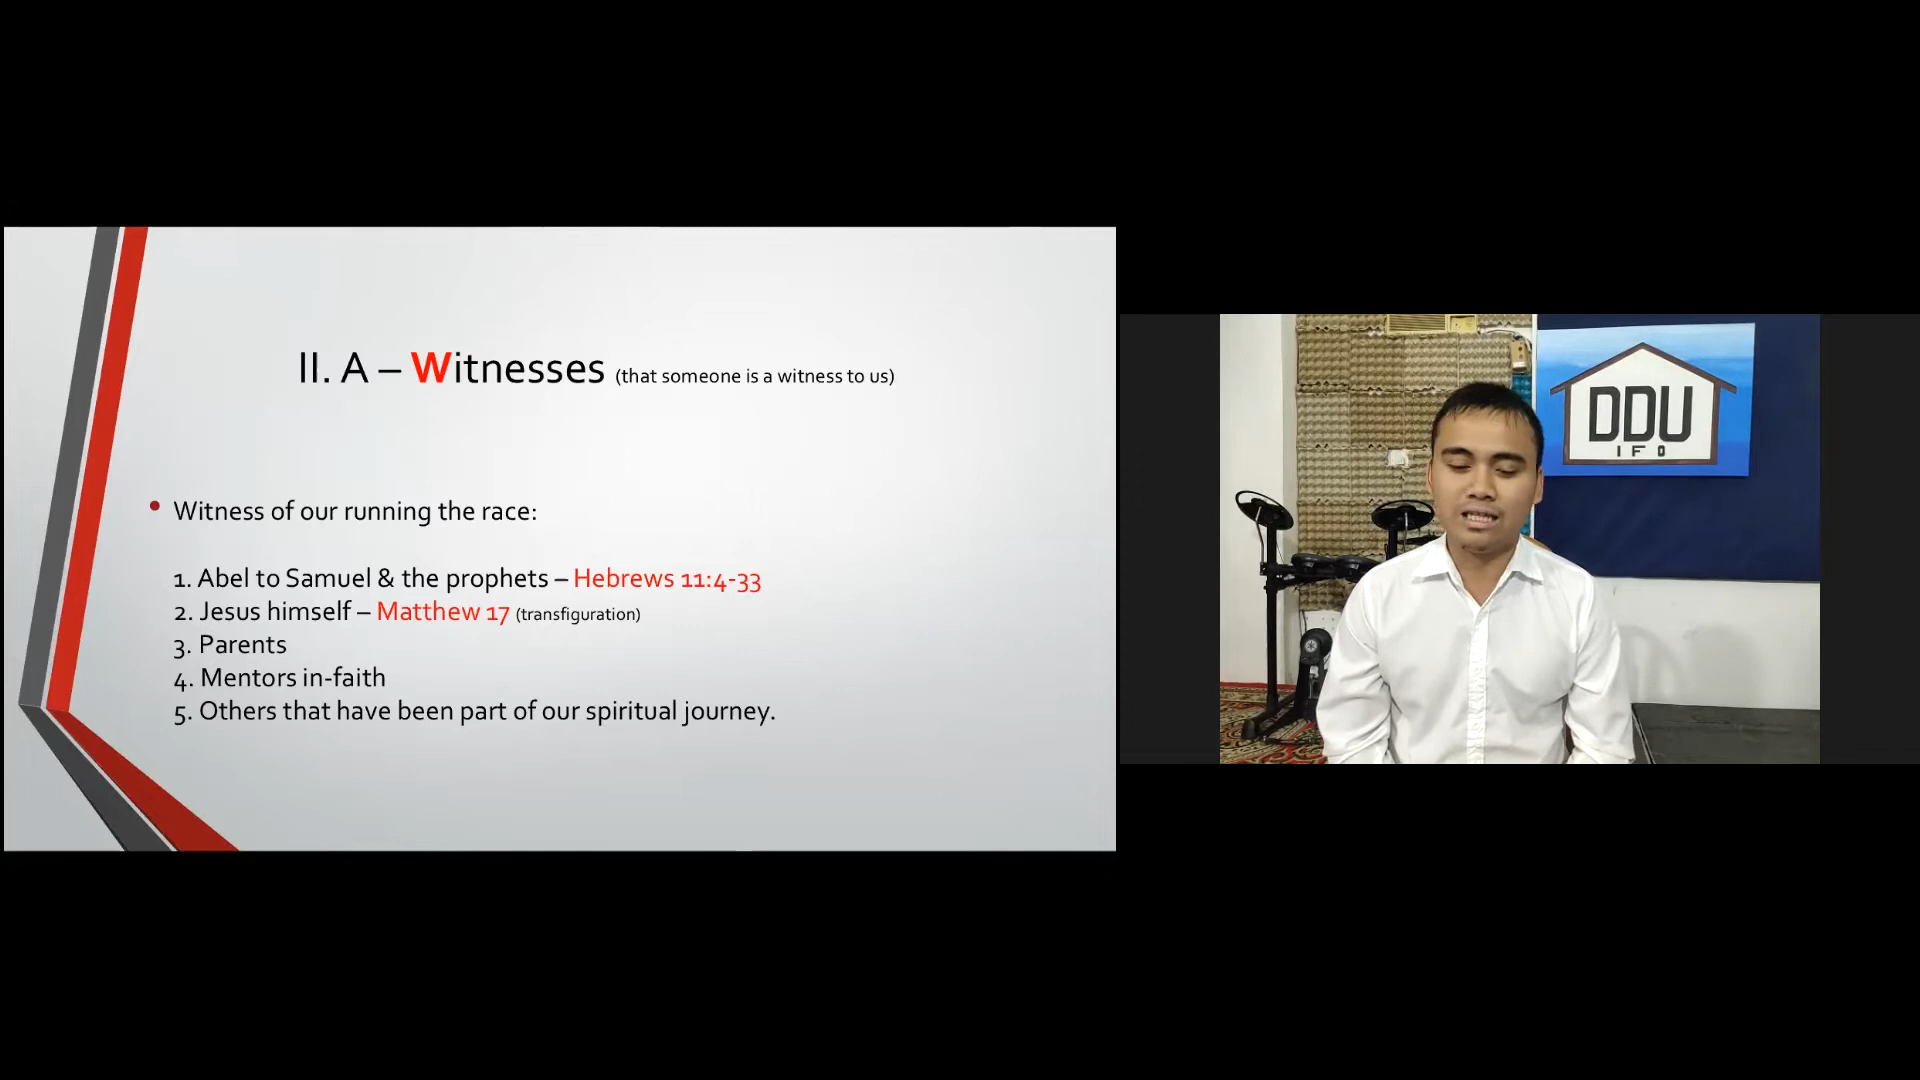 II. A – Witnesses (that someone is a witness to us)
• Witness of our running the race:
1. Abel to Samuel & the prophets – Hebrews 11:4-33
2. Jesus himself – Matthew 17 (transfiguration)
3. Parents
4. Mentors in-faith
5. Others that have been part of our spiritual journey.
DDU
IFO